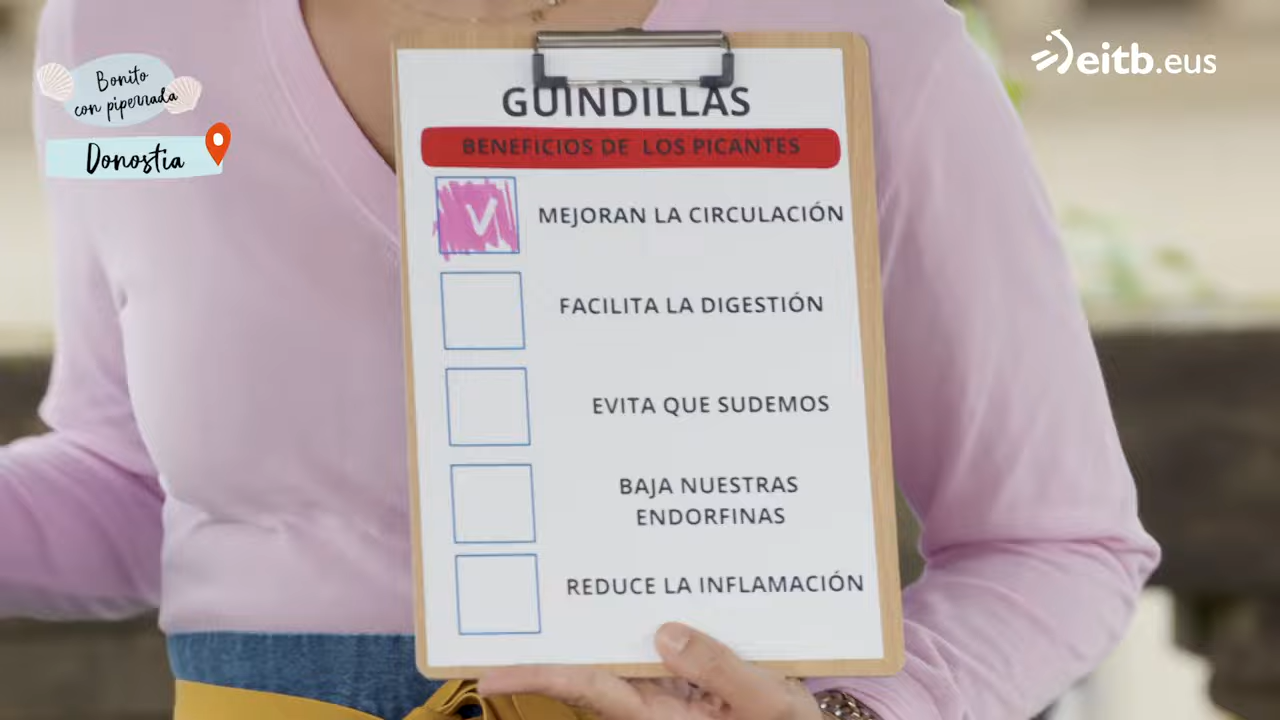 Bonito
con piperrada
Donostia
eitb.eus
GUINDILLAS
BENEFICIOS DE LOS PICANTES
MEJORAN LA CIRCULACIÓN
FACILITA LA DIGESTIÓN
EVITA QUE SUDEMOS
BAJA NUESTRAS
ENDORFINAS
REDUCE LA INFLAMACIÓN